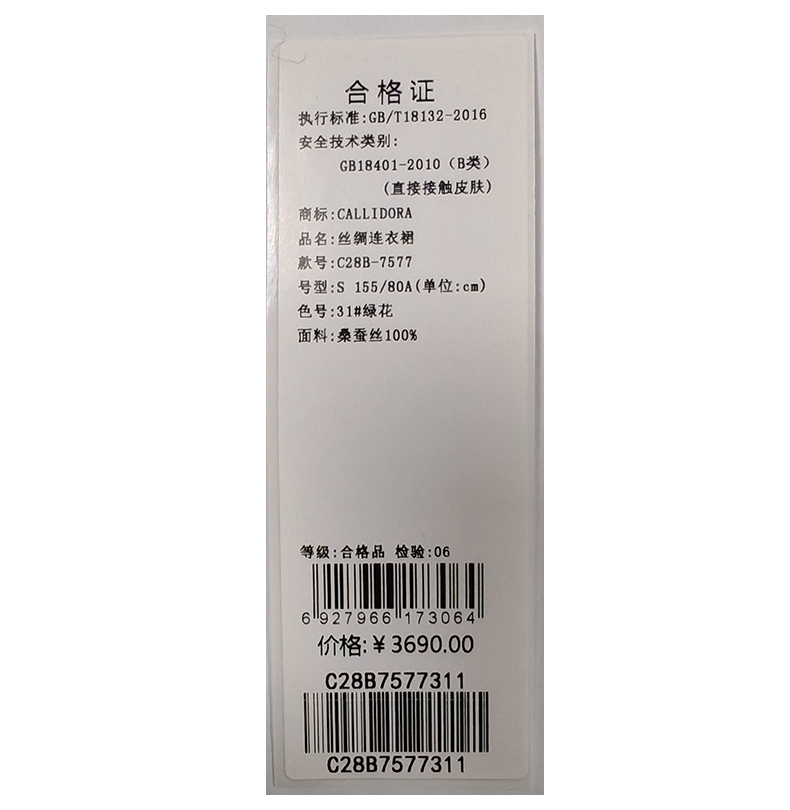 合格证
执行标准:GB/T18132-2016
安全技术类别:
GB18401-2010（B类）
(直接接触皮肤)
商标:CALLIDORA
品名:丝绸连衣裙
款号:C28B-7577
号型:S 155/80A(单位:cm)
色号:31#绿花
面料:桑蚕丝100%
等级:合格品 检验:06
6 927966 173064
价格:¥3690.00
C28B7577311
C28B7577311